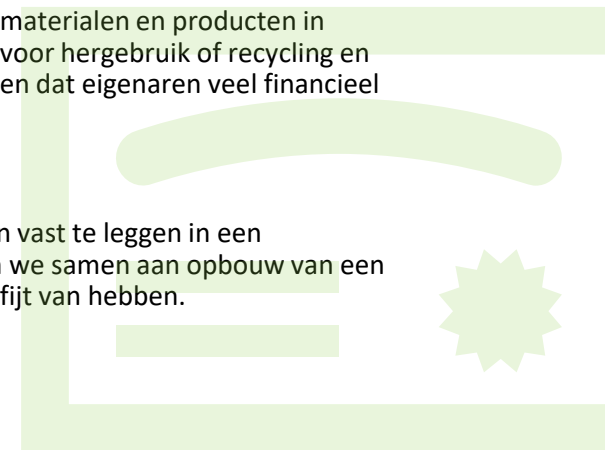 materialen en producten in
voor hergebruik of recycling en
en dat eigenaren veel financieel
vast te leggen in een
we samen aan opbouw van een
van hebben.